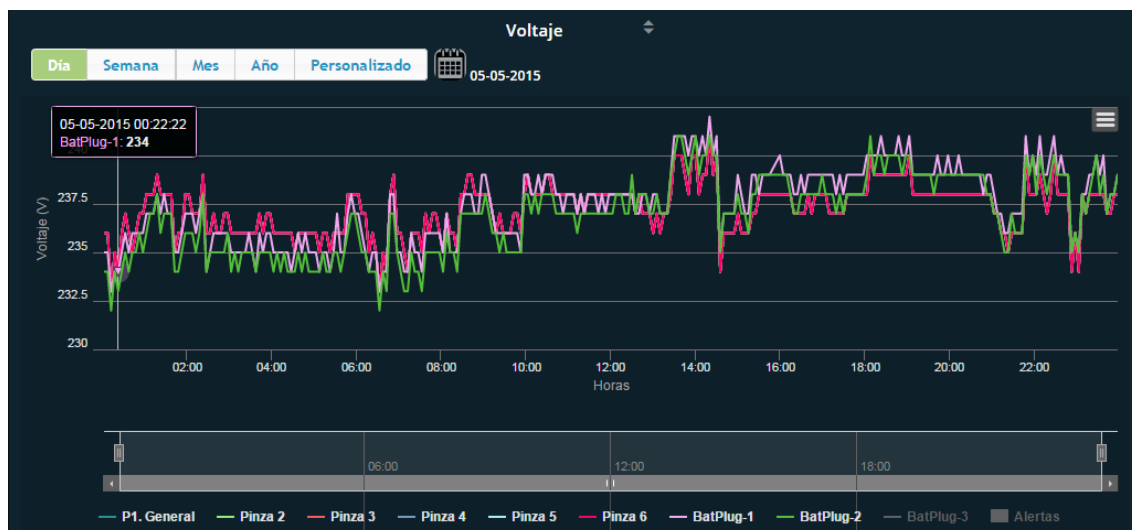 Voltaje
Día Semana Mes Año Personalizado 05-05-2015
05-05-2015 00:22:22
BatPlug-1: 234
240
237.5
235
232.5
230
Voltaje (V)
02:00 04:00 06:00 08:00 10:00 12:00 14:00 16:00 18:00 20:00 22:00
Horas
06:00 12:00 18:00
P1. General Pinza 2 Pinza 3 Pinza 4 Pinza 5 Pinza 6 BatPlug-1 BatPlug-2 BatPlug-3 Alertas